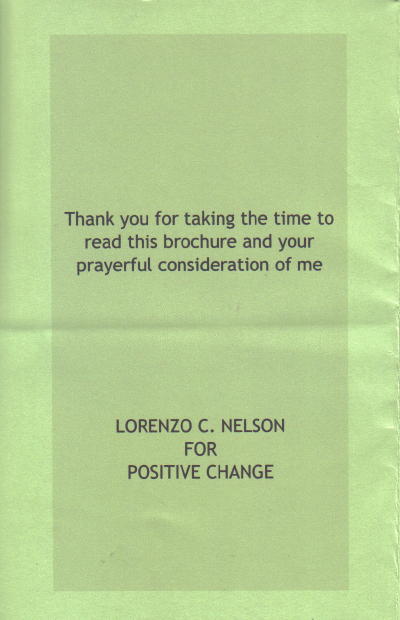 Thank you for taking the time to
read this brochure and your
prayerful consideration of me
LORENZO C. NELSON
FOR
POSITIVE CHANGE